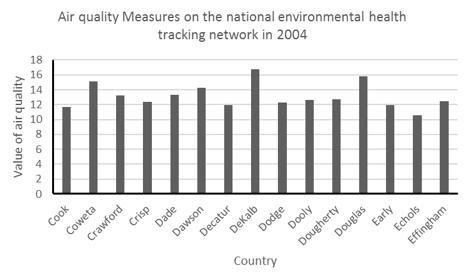 Air quality Measures on the national environmental health
tracking network in 2004
Value of air quality
18
16
14
12
10
8
6
4
2
0
Cook
Coweta
Crawford
Crisp
Dade
Dawson
Decatur
DeKalb
Dodge
Dooly
Dougherty
Douglas
Early
Echols
Effingham
Country